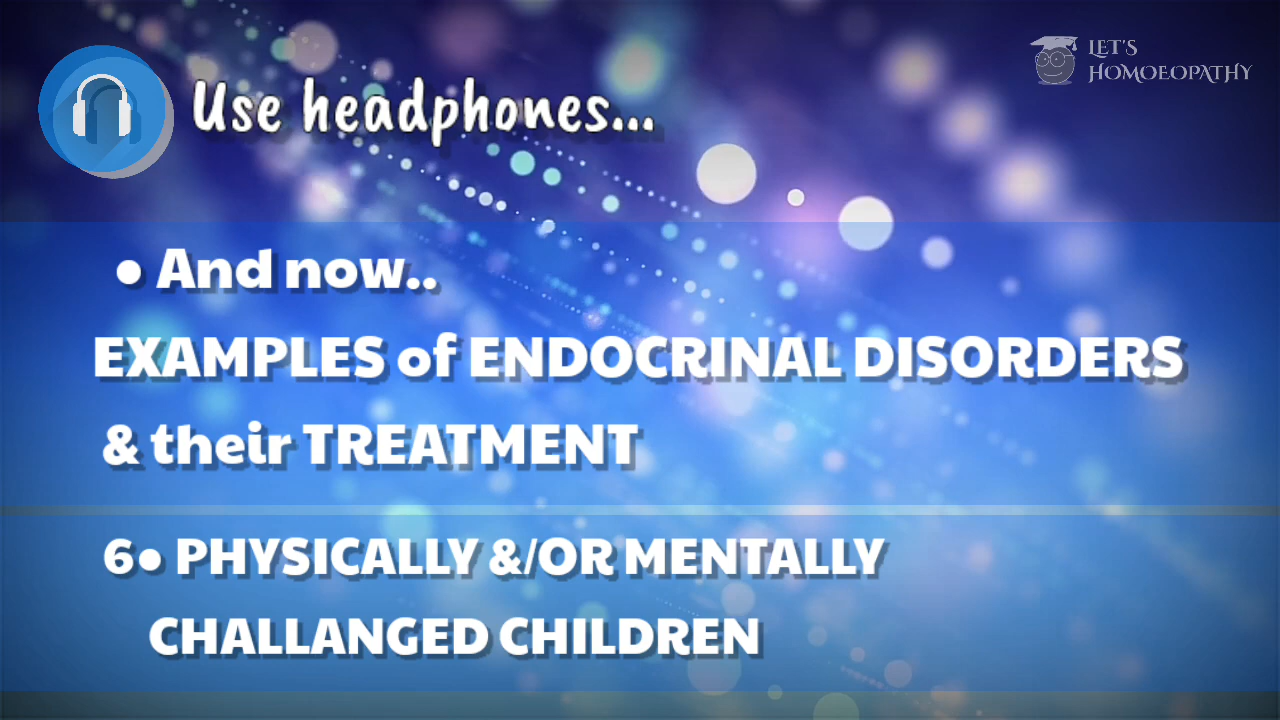 LET'S
HOMOEOPATHY
Use headphones...
● And now..
EXAMPLES of ENDOCRINAL DISORDERS
& their TREATMENT
6● PHYSICALLY &/OR MENTALLY
CHALLANGED CHILDREN